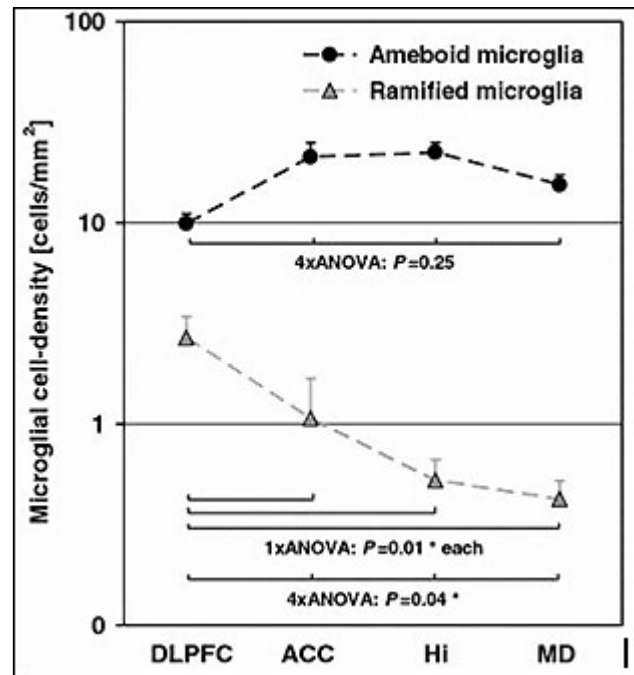 100
Ameboid microglia
Ramified microglia
Microglial cell-density [cells/mm²]
10
4xANOVA: P=0.25
1
1xANOVA: P=0.01 * each
4xANOVA: P=0.04 *
0
DLPFC ACC Hi MD